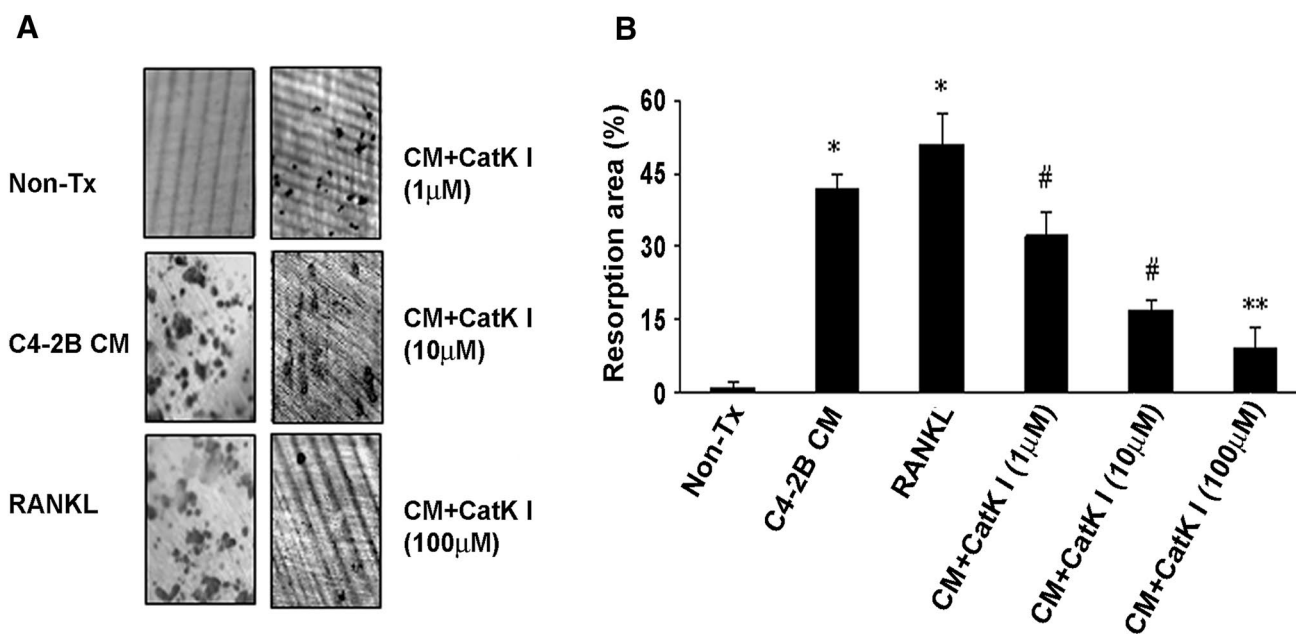 A
Non-Tx
C4-2B CM
RANKL
CM+CatK I
(1μM)
CM+CatK I
(10μM)
CM+CatK I
(100μM)
B
Resorption area (%)
60
45
30
15
0
*
*
#
#
**
Non-Tx
C4-2B CM
RANKL
CM+CatK I (1μM)
CM+CatK I (10μM)
CM+CatK I (100μM)